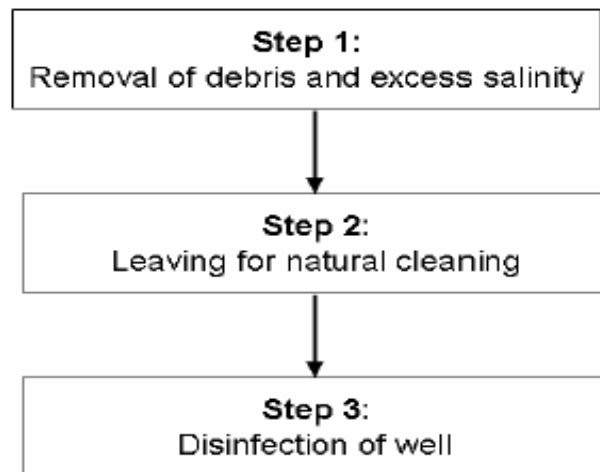 Step 1:
Removal of debris and excess salinity
Step 2:
Leaving for natural cleaning
Step 3:
Disinfection of well